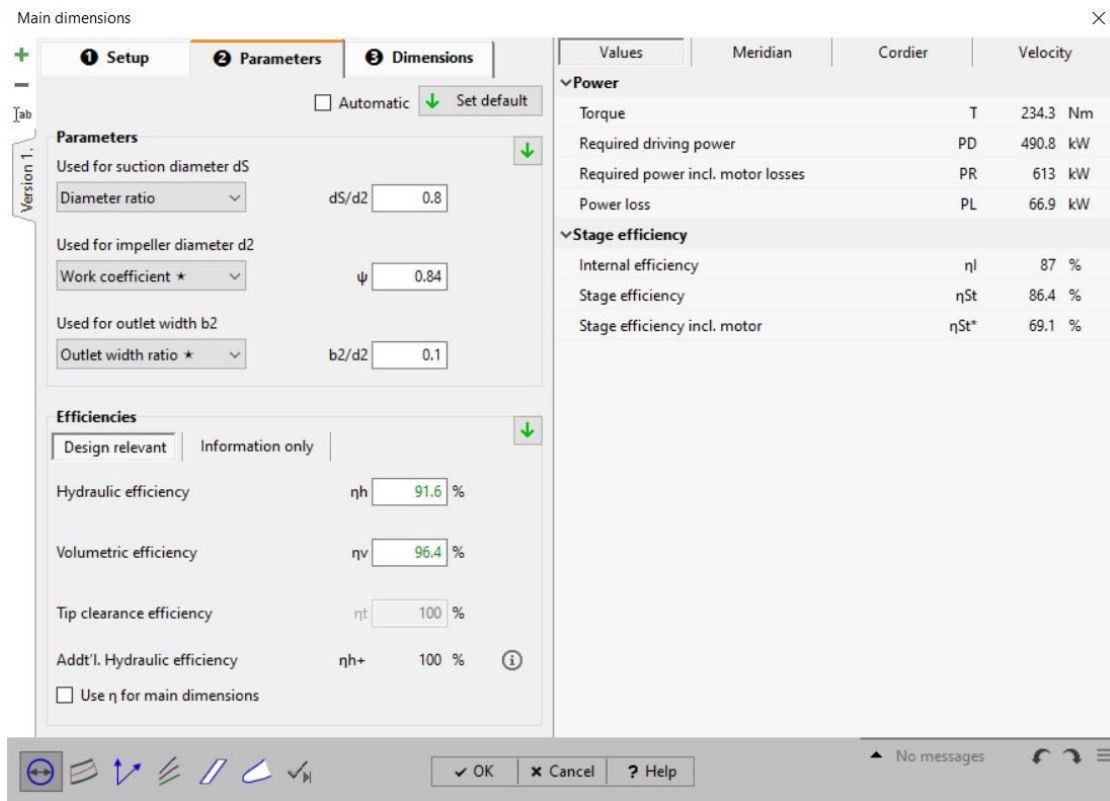 Main dimensions
1 Setup
2 Parameters
3 Dimensions
Version 1.
Iab
Automatic
Set default
Parameters
Used for suction diameter dS
Diameter ratio dS/d2 0.8
Used for impeller diameter d2
Work coefficient ★ ψ 0.84
Used for outlet width b2
Outlet width ratio ★ b2/d2 0.1
Efficiencies
Design relevant Information only
Hydraulic efficiency ηh 91.6 %
Volumetric efficiency ηv 96.4 %
Tip clearance efficiency ηt 100 %
Addt'l. Hydraulic efficiency ηh+ 100 %
Use η for main dimensions
Values Meridian Cordier Velocity
Power
Torque T 234.3 Nm
Required driving power PD 490.8 kW
Required power incl. motor losses PR 613 kW
Power loss PL 66.9 kW
Stage efficiency
Internal efficiency ηI 87 %
Stage efficiency ηSt 86.4 %
Stage efficiency incl. motor ηSt* 69.1 %
No messages
OK Cancel ? Help